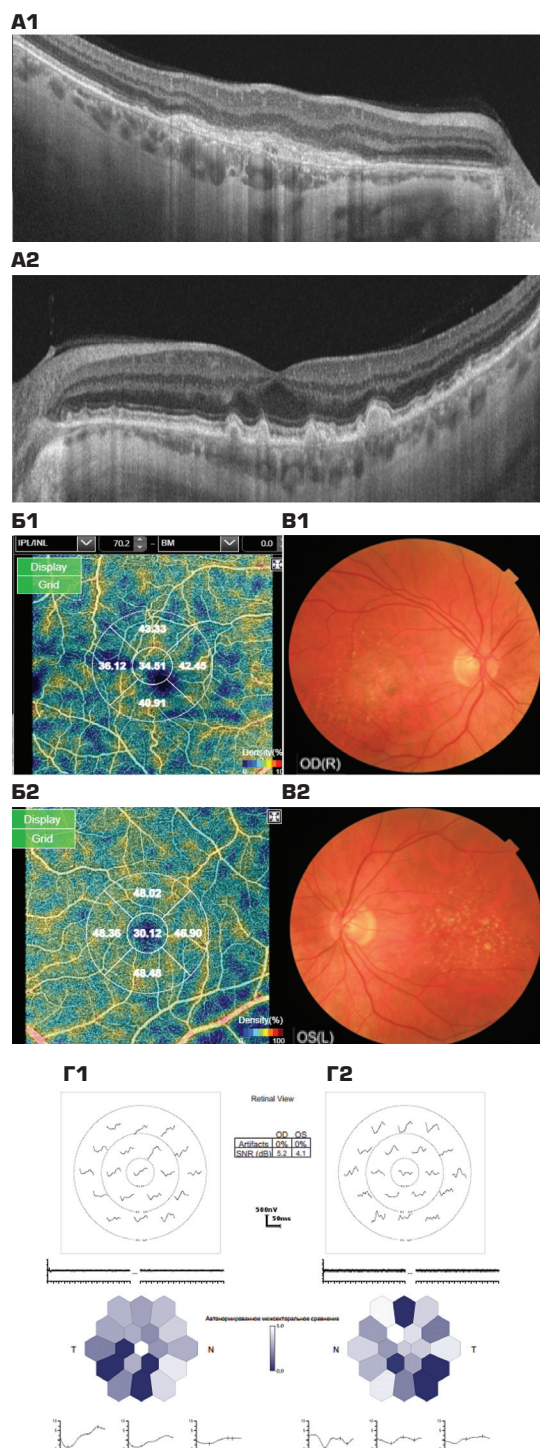 А1
А2
Б1
В1
IPL/INL 70.2 – BM 0.0
Display
Grid
43.33
36.12 34.51 42.45
40.91
Density(%)
OD(R)
Б2
В2
Display
Grid
48.02
48.36 30.12 46.90
48.48
Density(%)
0 100
OS(L)
Г1
Г2
Retinal View
OD OS
Artifacts 0% 0%
SNR (dB) 5.2 4.1
500nV
50ms
Автонормированное межсекторальное сравнение
1.0
0.0
T N
N T